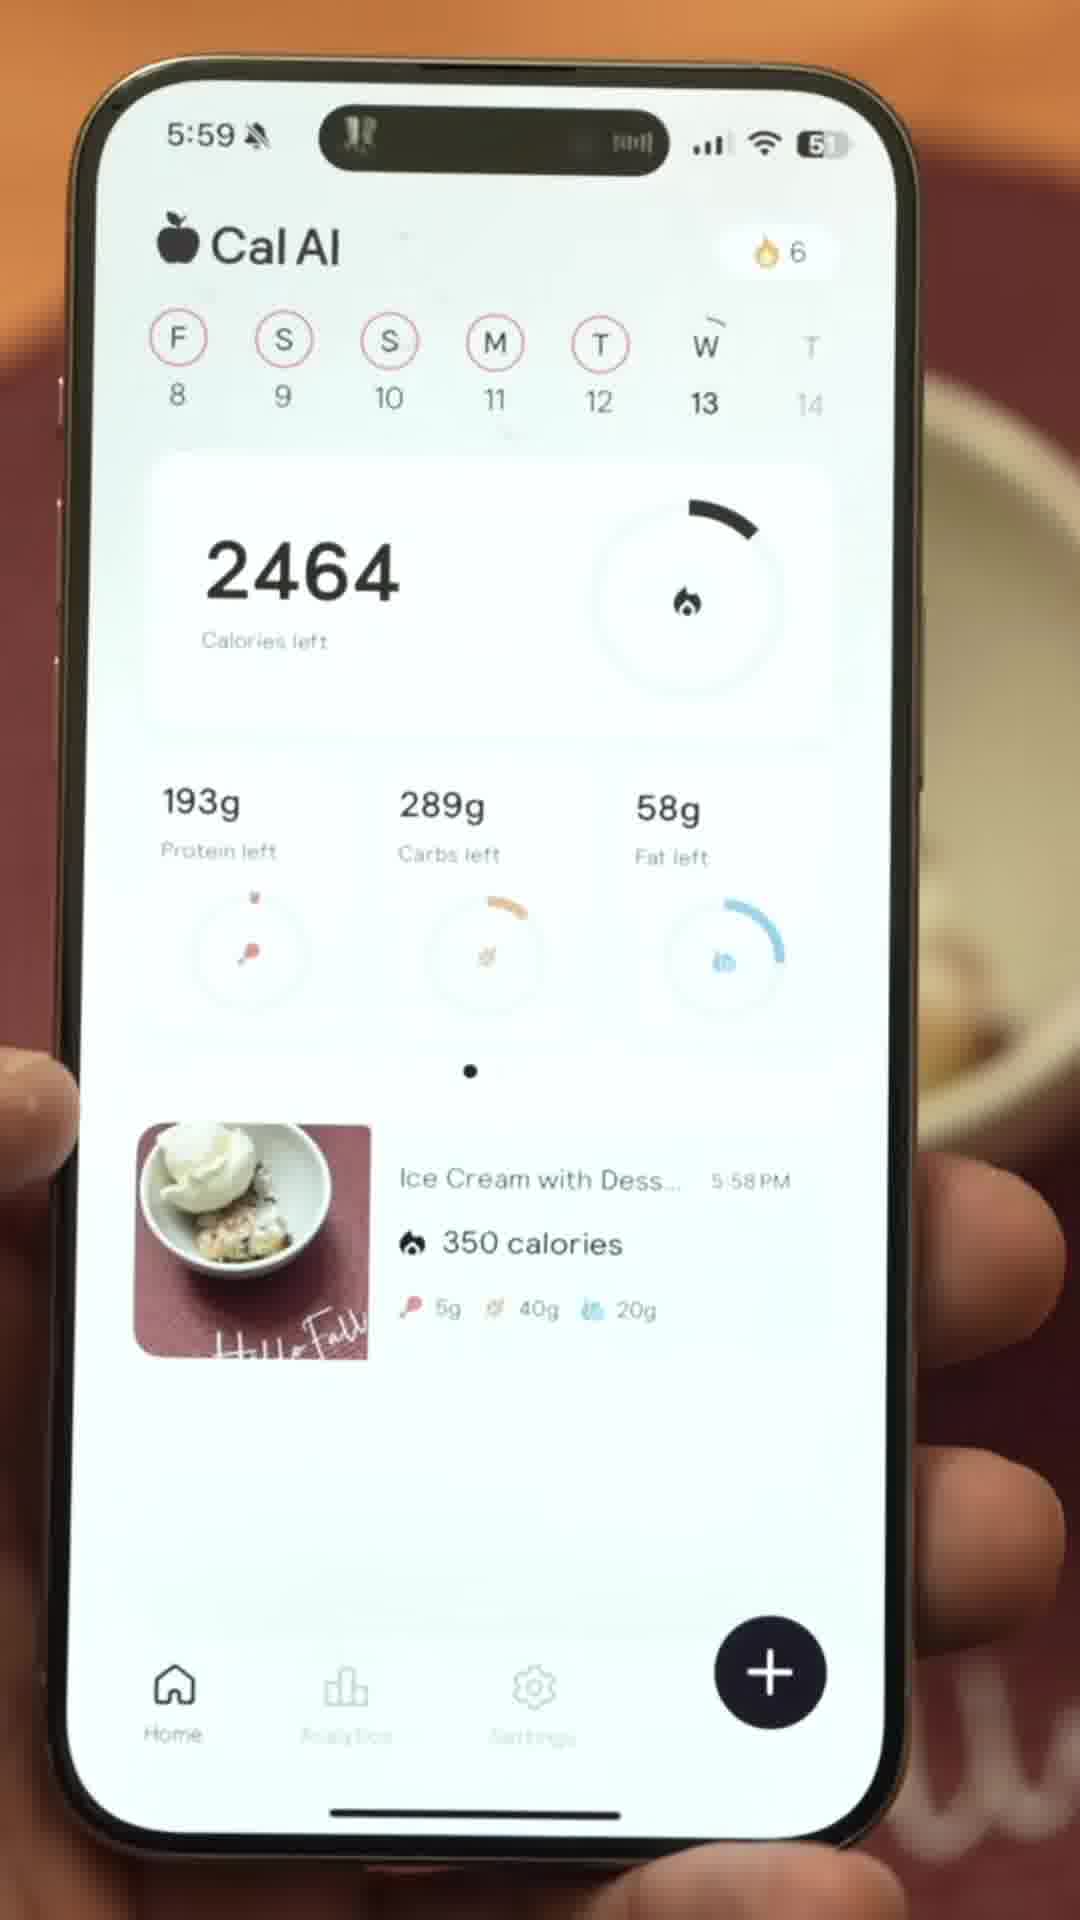 5:59
51
Cal AI
6
F S S M T W T
8 9 10 11 12 13 14
2464
Calories left
193g 289g 58g
Protein left Carbs left Fat left
Ice Cream with Dess... 5:58 PM
350 calories
5g 40g 20g
Hello Fall
Home Analytics Settings